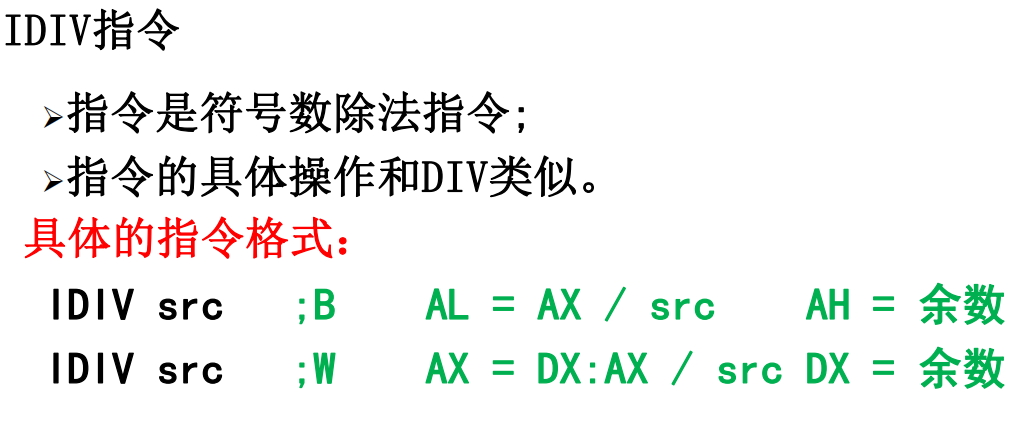 IDIV指令
➢指令是符号数除法指令;
➢指令的具体操作和DIV类似。
具体的指令格式：
IDIV src ;B AL = AX / src AH = 余数
IDIV src ;W AX = DX:AX / src DX = 余数